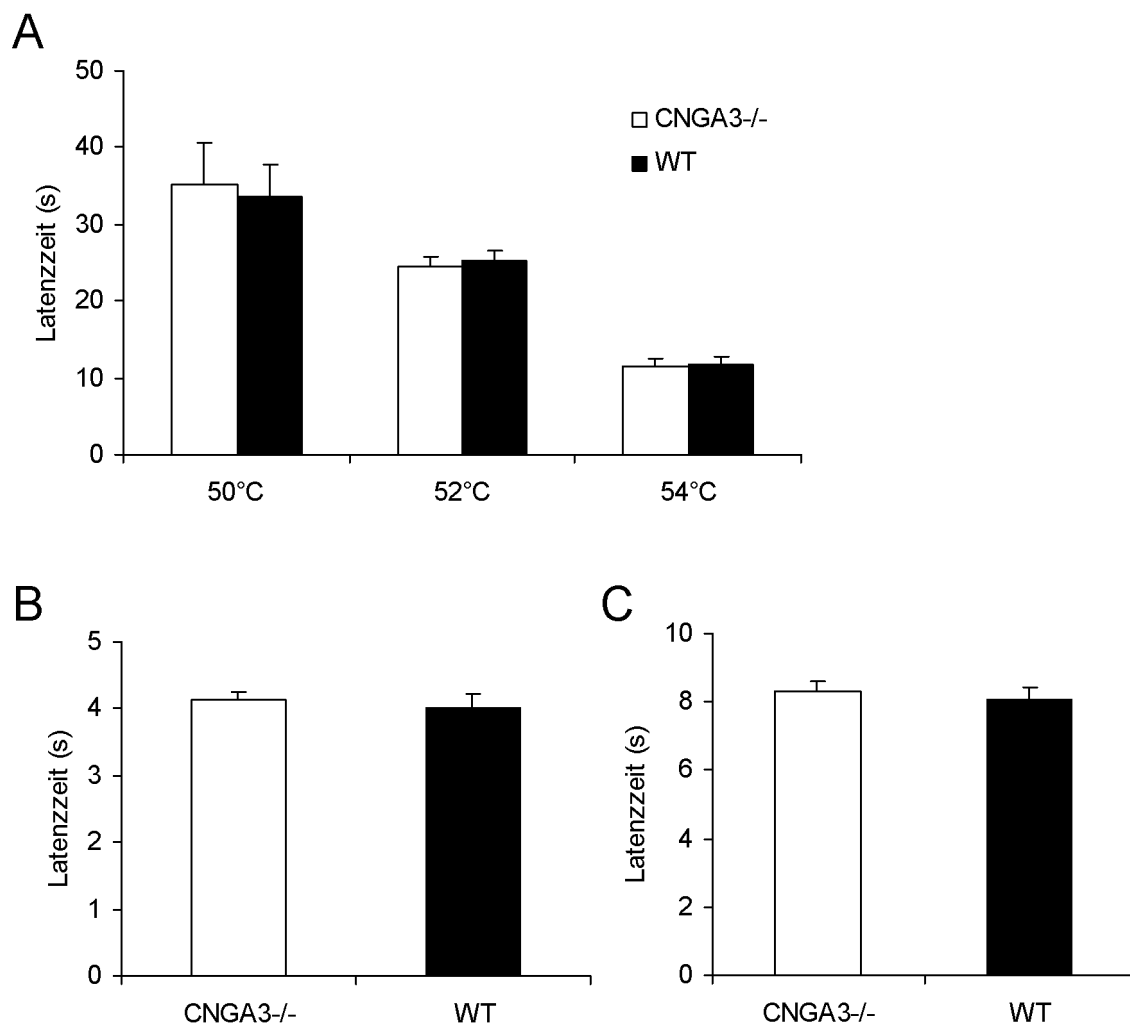 A
50
40
30
20
10
0
Latenzzeit (s)
CNGA3-/-
WT
50°C
52°C
54°C
B
5
4
3
2
1
0
Latenzzeit (s)
CNGA3-/-
WT
C
10
8
6
4
2
0
Latenzzeit (s)
CNGA3-/-
WT